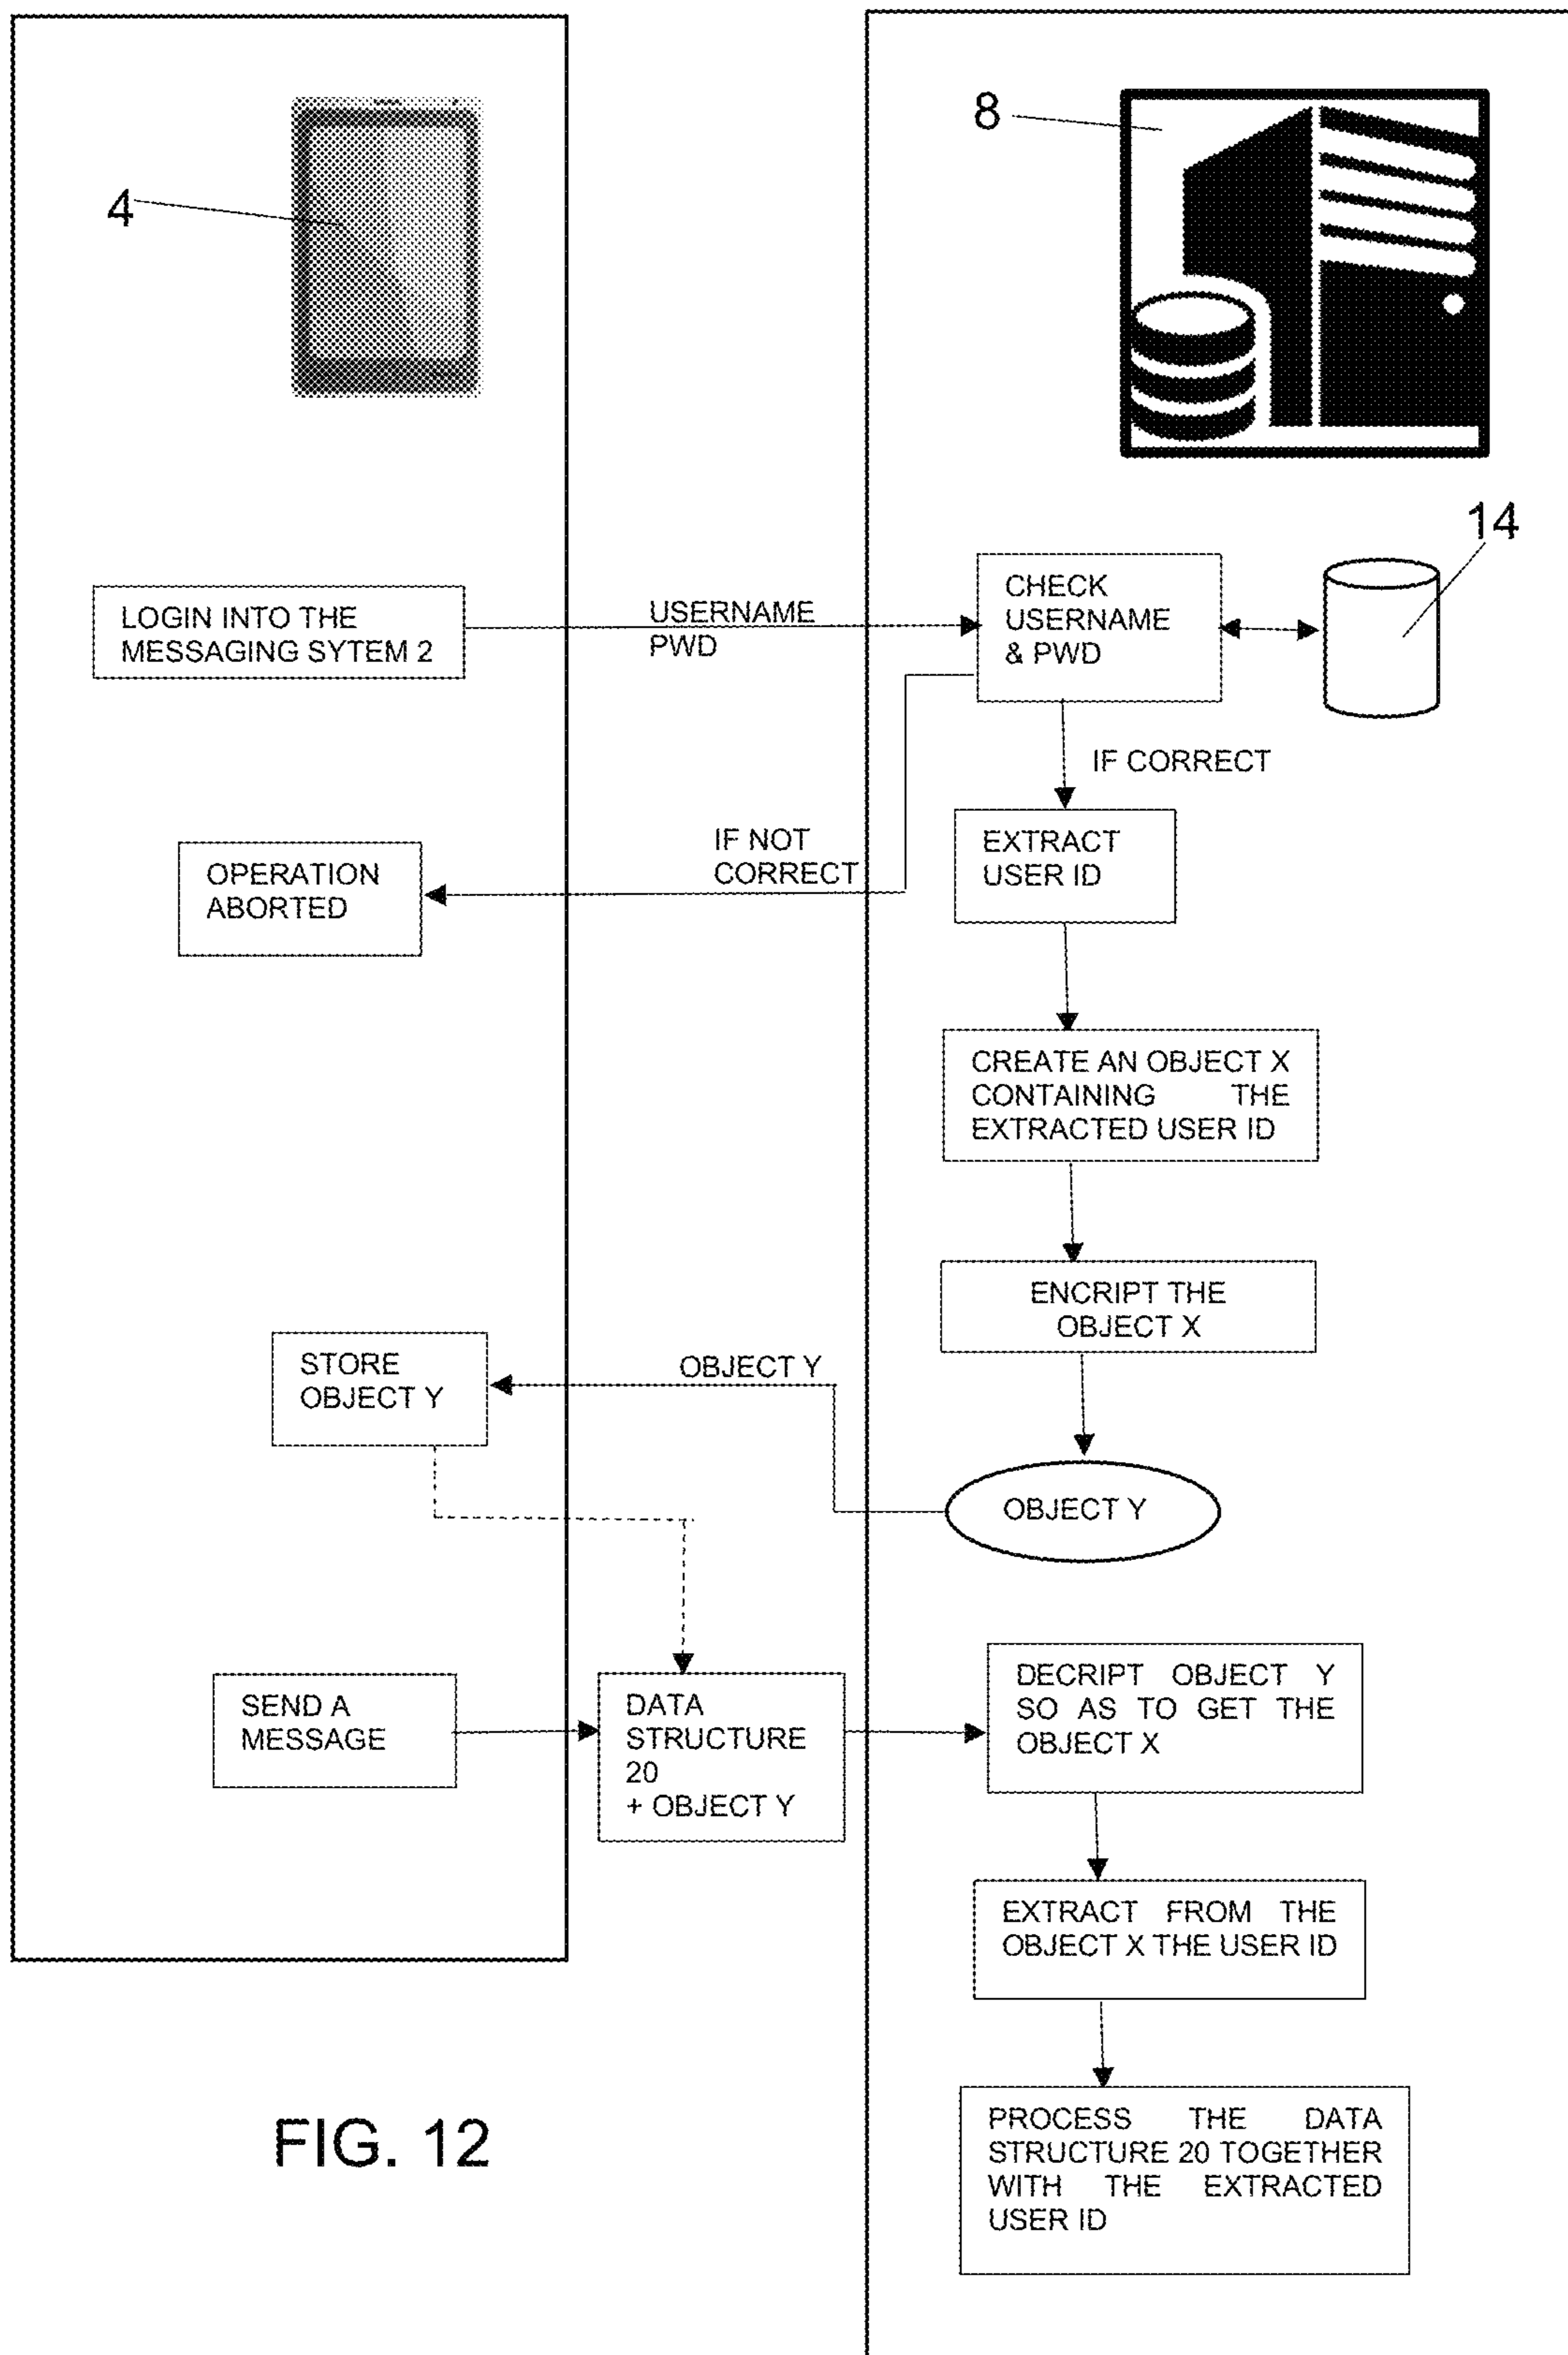 8
4
14
LOGIN INTO THE
MESSAGING SYTEM 2
USERNAME
PWD
CHECK
USERNAME
& PWD
IF CORRECT
IF NOT
CORRECT
OPERATION
ABORTED
EXTRACT
USER ID
CREATE AN OBJECT X
CONTAINING THE
EXTRACTED USER ID
ENCRIPT THE
OBJECT X
STORE
OBJECT Y
OBJECT Y
OBJECT Y
SEND A
MESSAGE
DATA
STRUCTURE
20
+ OBJECT Y
DECRIPT OBJECT Y
SO AS TO GET THE
OBJECT X
EXTRACT FROM THE
OBJECT X THE USER ID
PROCESS THE DATA
STRUCTURE 20 TOGETHER
WITH THE EXTRACTED
USER ID
FIG. 12